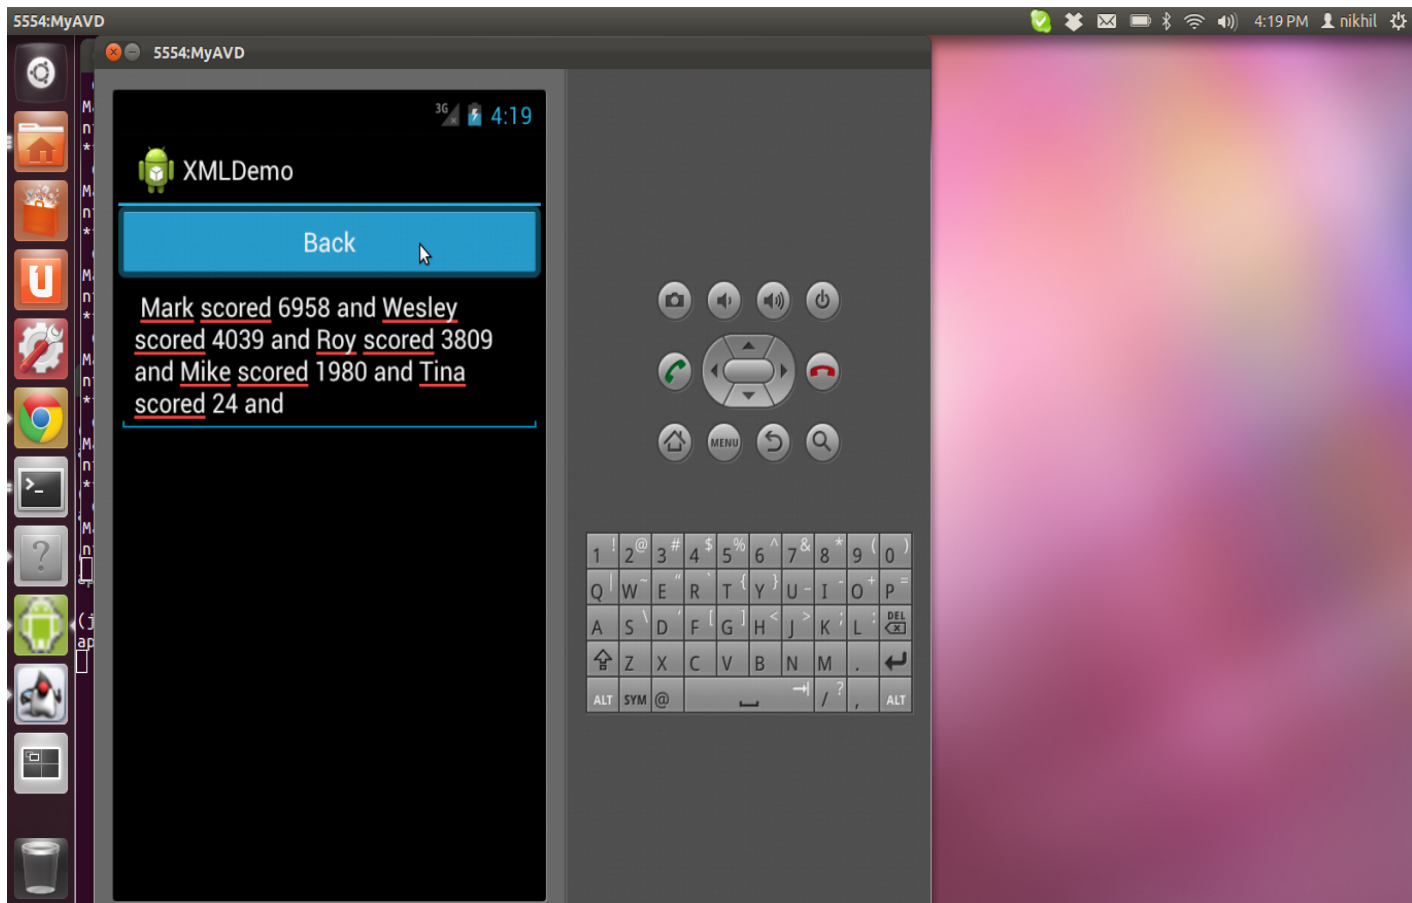 5554:MyAVD
4:19 PM nikhil
5554:MyAVD
3G 4:19
XMLDemo
Back
Mark scored 6958 and Wesley
scored 4039 and Roy scored 3809
and Mike scored 1980 and Tina
scored 24 and
MENU
1 ! 2 @ 3 # 4 $ 5 % 6 ^ 7 & 8 * 9 ( 0 )
Q | W ~ E " R ` T { Y } U _ I - O + P =
A S \ D ' F [ G ] H < J > K ; L : DEL
Z X C V B N M .
ALT SYM @ / ? , ALT
(j
ap